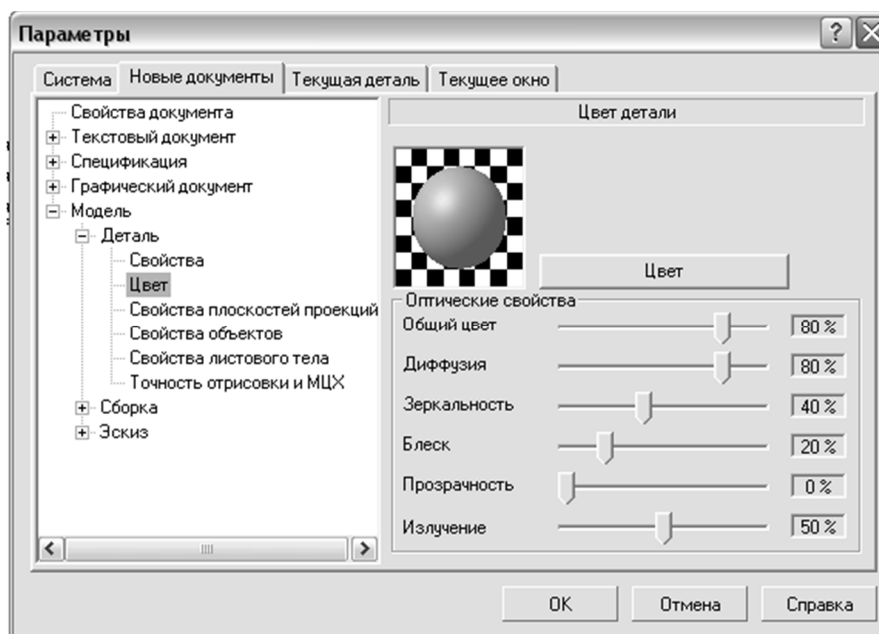 Параметры
Система
Новые документы
Текущая деталь
Текущее окно
Свойства документа
Текстовый документ
Спецификация
Графический документ
Модель
Деталь
Свойства
Цвет
Свойства плоскостей проекций
Свойства объектов
Свойства листового тела
Точность отрисовки и МЦХ
Сборка
Эскиз
Цвет детали
Цвет
Оптические свойства
Общий цвет 80 %
Диффузия 80 %
Зеркальность 40 %
Блеск 20 %
Прозрачность 0 %
Излучение 50 %
OK
Отмена
Справка